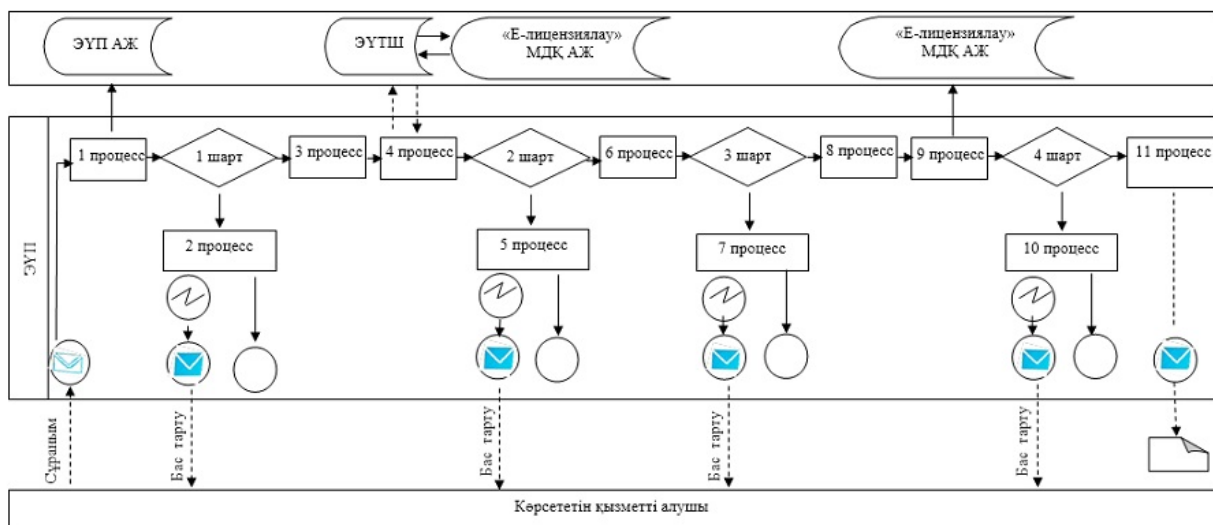 ЭҮП АЖ
ЭҮТШ
«Е-лицензиялау»
МДҚ АЖ
«Е-лицензиялау»
МДҚ АЖ
ЭҮП
1 процесс
1 шарт
3 процесс
4 процесс
2 шарт
6 процесс
3 шарт
8 процесс
9 процесс
4 шарт
11 процесс
2 процесс
5 процесс
7 процесс
10 процесс
Сұраным
Бас тарту
Бас тарту
Бас тарту
Бас тарту
Көрсететін қызметті алушы